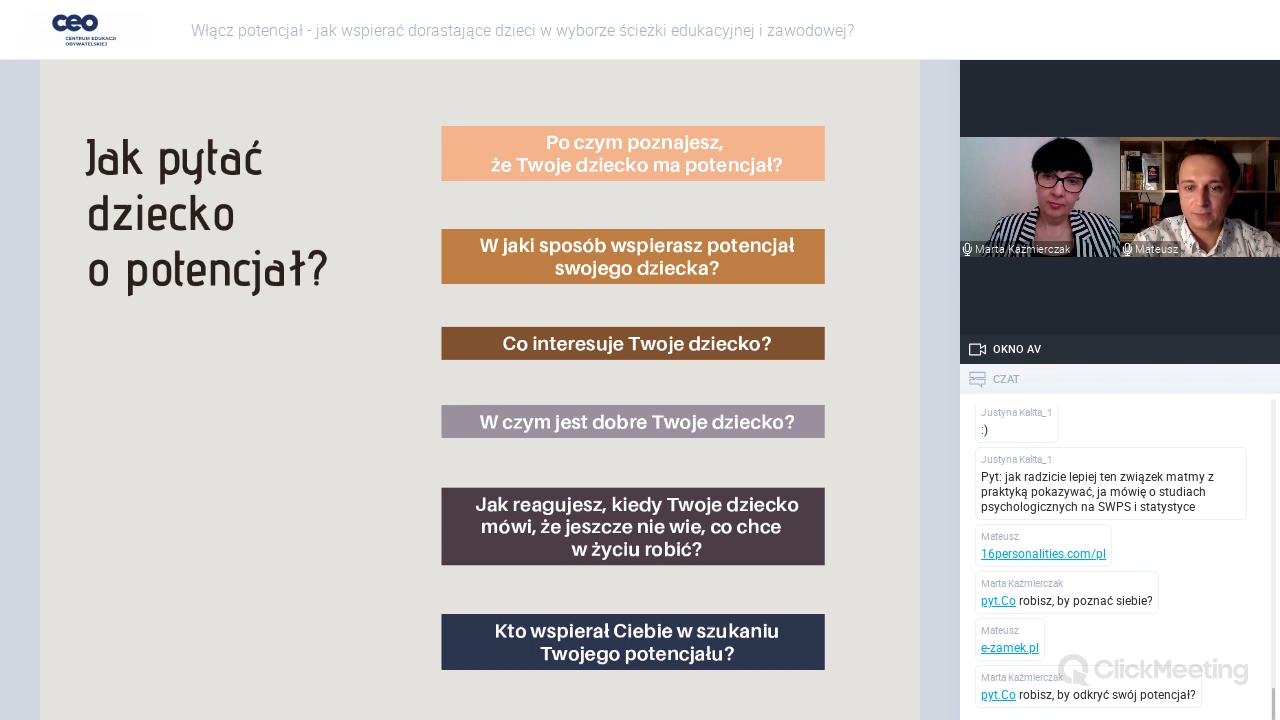 ceo
CENTRUM EDUKACJI
OBYWATELSKIEJ
Włącz potencjał - jak wspierać dorastające dzieci w wyborze ścieżki edukacyjnej i zawodowej?
Jak pytać
dziecko
o potencjał?
Po czym poznajesz,
że Twoje dziecko ma potencjał?
W jaki sposób wspierasz potencjał
swojego dziecka?
Co interesuje Twoje dziecko?
W czym jest dobre Twoje dziecko?
Jak reagujesz, kiedy Twoje dziecko
mówi, że jeszcze nie wie, co chce
w życiu robić?
Kto wspierał Ciebie w szukaniu
Twojego potencjału?
Marta Kaźmierczak
Mateusz
OKNO AV
CZAT
Justyna Kalita_1
:)
Justyna Kalita_1
Pyt: jak radzicie lepiej ten związek matmy z
praktyką pokazywać, ja mówię o studiach
psychologicznych na SWPS i statystyce
Mateusz
16personalities.com/pl
Marta Kaźmierczak
pyt.Co robisz, by poznać siebie?
Mateusz
e-zamek.pl
Marta Kaźmierczak
pyt.Co robisz, by odkryć swój potencjał?
ClickMeeting